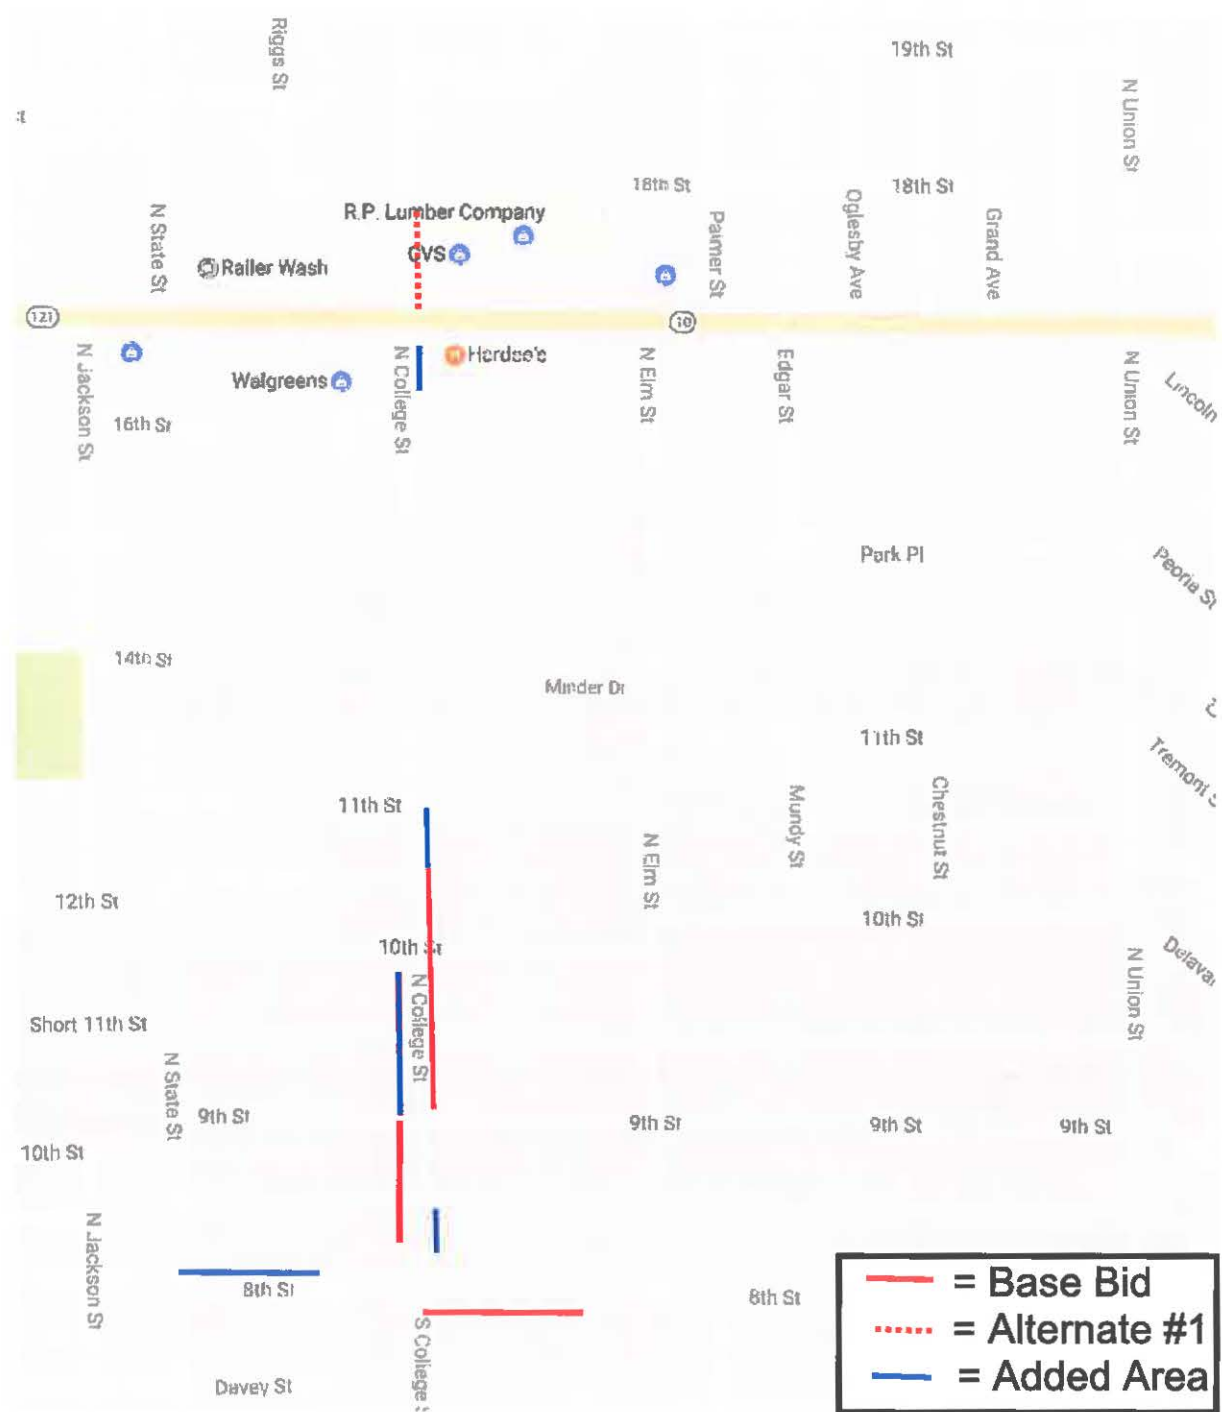 Riggs St
19th St
N Union St
18th St
18th St
R.P. Lumber Company
N State St
Palmer St
Oglesby Ave
Grand Ave
CVS
Railer Wash
121
10
N Jackson St
Walgreens
N College St
Hardee's
N Elm St
Edgar St
N Union St
Lincoln
16th St
Park Pl
Peoria St
14th St
Minder Dr
11th St
Tremont S
11th St
Mundy St
Chestnut St
N Elm St
12th St
10th St
10th St
N College St
N Union St
Delava
Short 11th St
N State St
9th St
9th St
9th St
9th St
10th St
N Jackson St
8th St
8th St
S College S
Davey St
= Base Bid
= Alternate #1
= Added Area